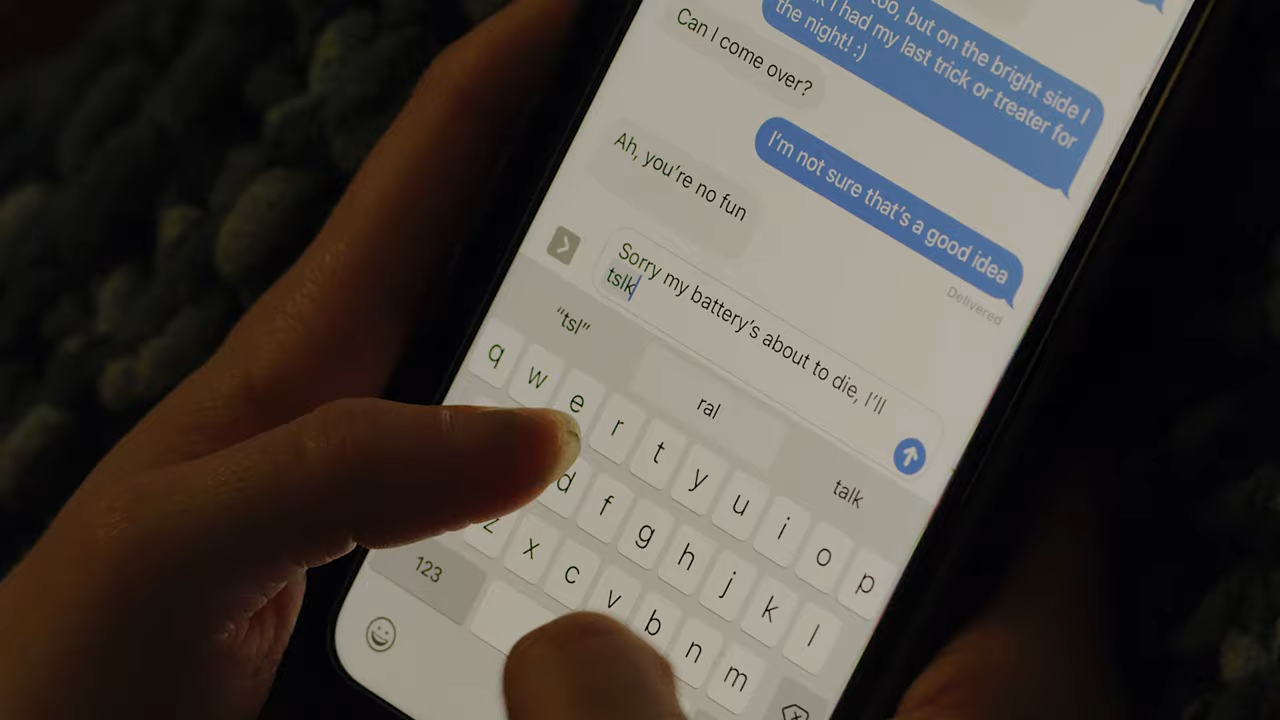 too, but on the bright side I
I had my last trick or treater for
the night! :)
Can I come over?
I'm not sure that's a good idea
Delivered
Ah, you're no fun
Sorry my battery's about to die, I'll
tslk
“tsl” ral talk
q w e r t y u i o p
d f g h j k l
z x c v b n m
123